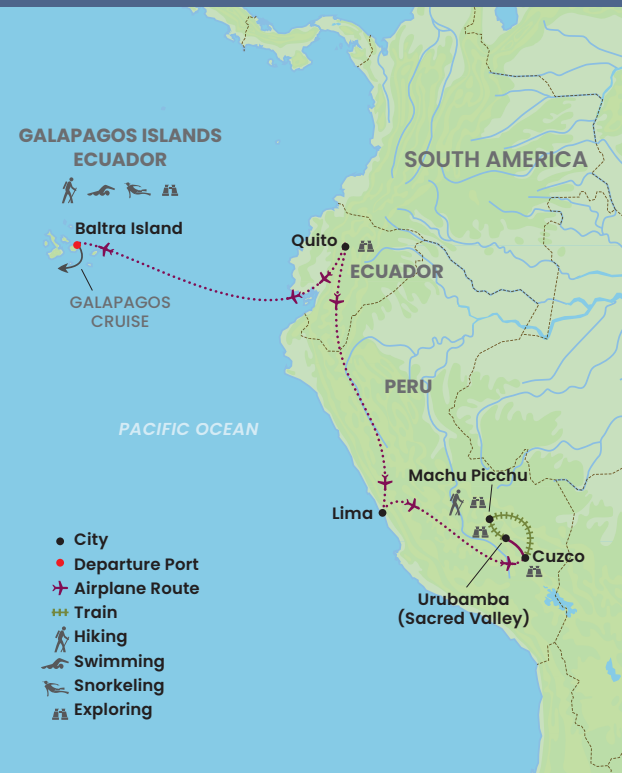 GALAPAGOS ISLANDS
ECUADOR
SOUTH AMERICA
Baltra Island
Quito
ECUADOR
GALAPAGOS
CRUISE
PERU
PACIFIC OCEAN
Machu Picchu
Lima
Cuzco
Urubamba
(Sacred Valley)
City
Departure Port
Airplane Route
Train
Hiking
Swimming
Snorkeling
Exploring